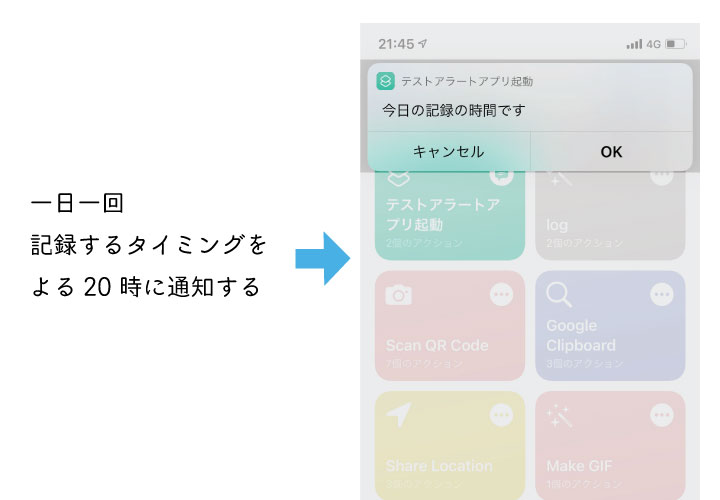 一日一回
記録するタイミングを
よる20時に通知する
21:45
4G
テストアラートアプリ起動
今日の記録の時間です
キャンセル
OK
テストアラートア
プリ起動
2個のアクション
log
2個のアクション
Scan QR Code
7個のアクション
Google
Clipboard
3個のアクション
Share Location
3個のアクション
Make GIF
1個のアクション